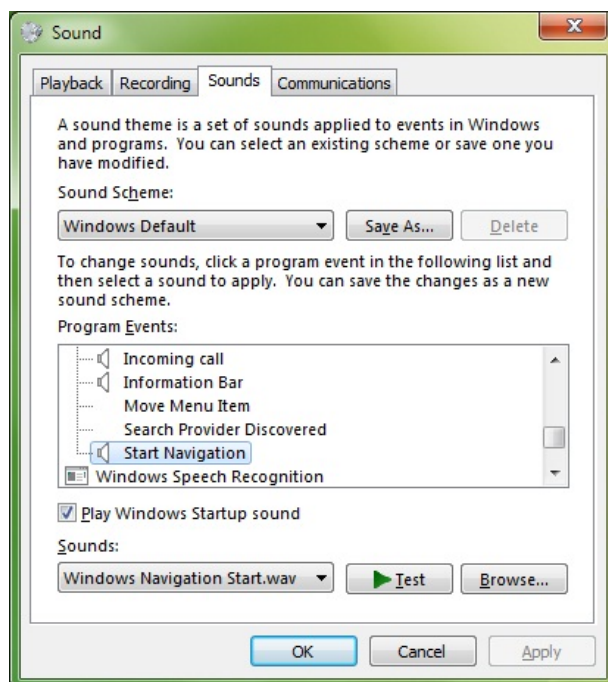 Sound
Playback Recording Sounds Communications
A sound theme is a set of sounds applied to events in Windows
and programs. You can select an existing scheme or save one you
have modified.
Sound Scheme:
Windows Default Save As... Delete
To change sounds, click a program event in the following list and
then select a sound to apply. You can save the changes as a new
sound scheme.
Program Events:
Incoming call
Information Bar
Move Menu Item
Search Provider Discovered
Start Navigation
Windows Speech Recognition
Play Windows Startup sound
Sounds:
Windows Navigation Start.wav Test Browse...
OK Cancel Apply